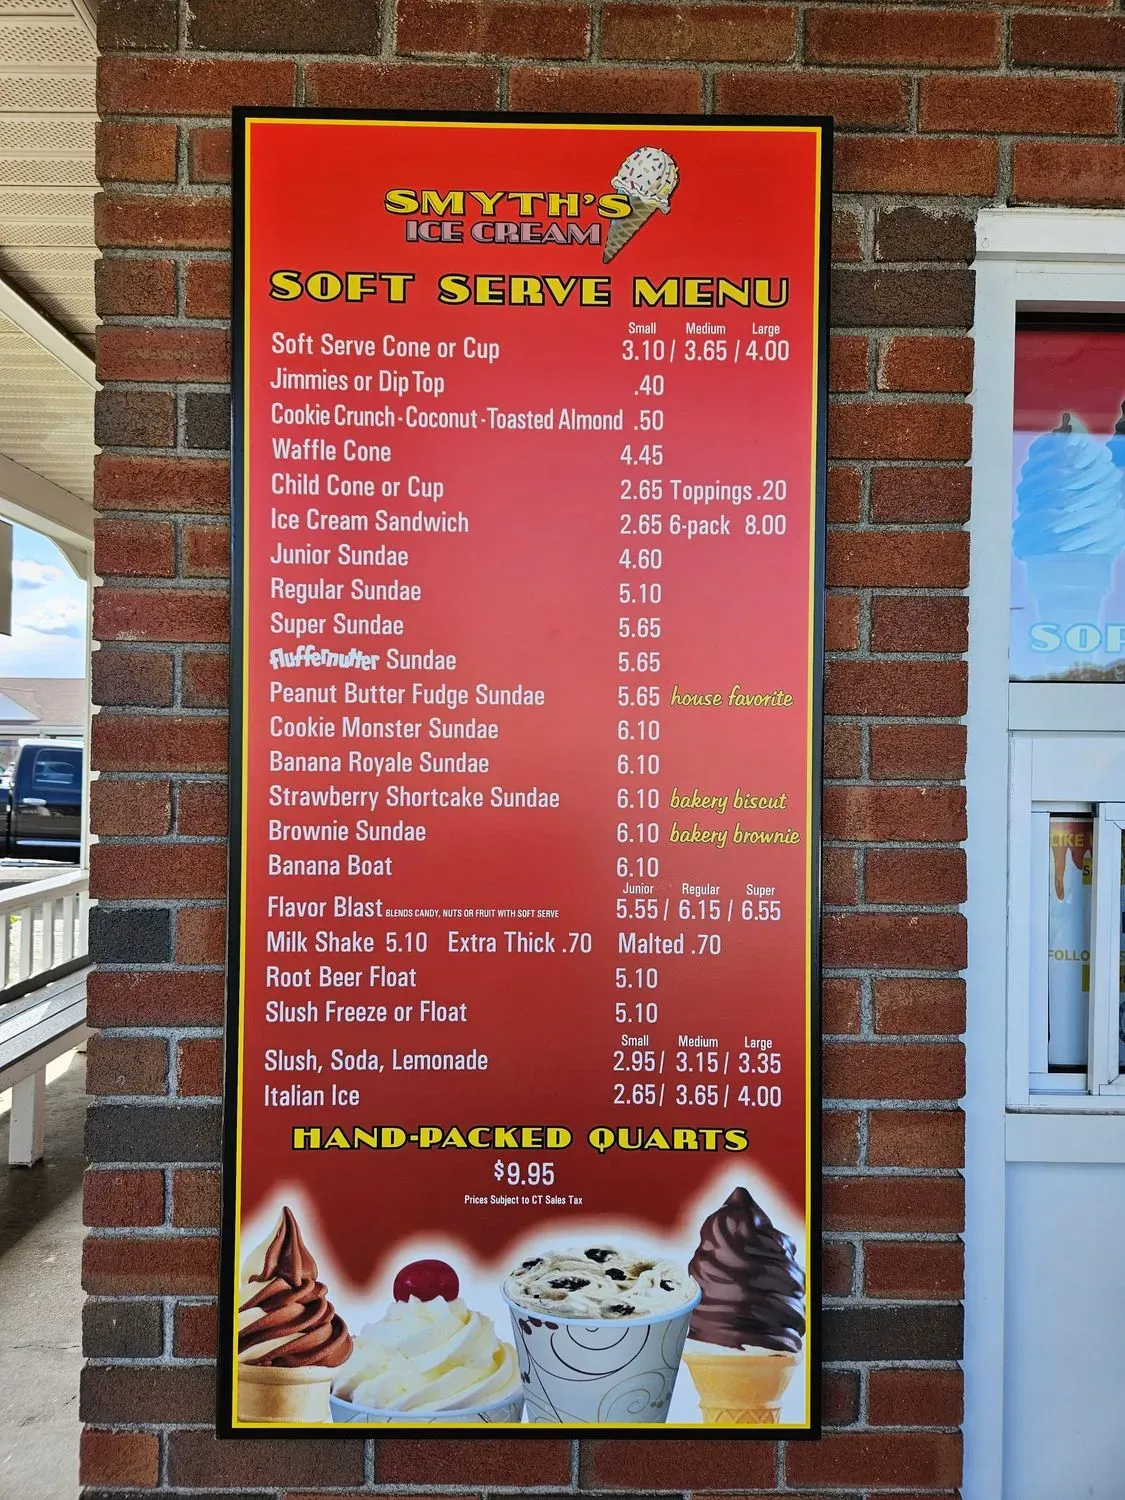 SMYTH'S
ICE CREAM
SOFT SERVE MENU
Small Medium Large
Soft Serve Cone or Cup 3.10 / 3.65 / 4.00
Jimmies or Dip Top .40
Cookie Crunch - Coconut - Toasted Almond .50
Waffle Cone 4.45
Child Cone or Cup 2.65 Toppings .20
Ice Cream Sandwich 2.65 6-pack 8.00
Junior Sundae 4.60
Regular Sundae 5.10
Super Sundae 5.65
fluffernutter Sundae 5.65
Peanut Butter Fudge Sundae 5.65 house favorite
Cookie Monster Sundae 6.10
Banana Royale Sundae 6.10
Strawberry Shortcake Sundae 6.10 bakery biscut
Brownie Sundae 6.10 bakery brownie
Banana Boat 6.10
Junior Regular Super
Flavor Blast BLENDS CANDY, NUTS OR FRUIT WITH SOFT SERVE 5.55 / 6.15 / 6.55
Milk Shake 5.10 Extra Thick .70 Malted .70
Root Beer Float 5.10
Slush Freeze or Float 5.10
Small Medium Large
Slush, Soda, Lemonade 2.95 / 3.15 / 3.35
Italian Ice 2.65 / 3.65 / 4.00
HAND-PACKED QUARTS
$9.95
Prices Subject to CT Sales Tax
LIKE